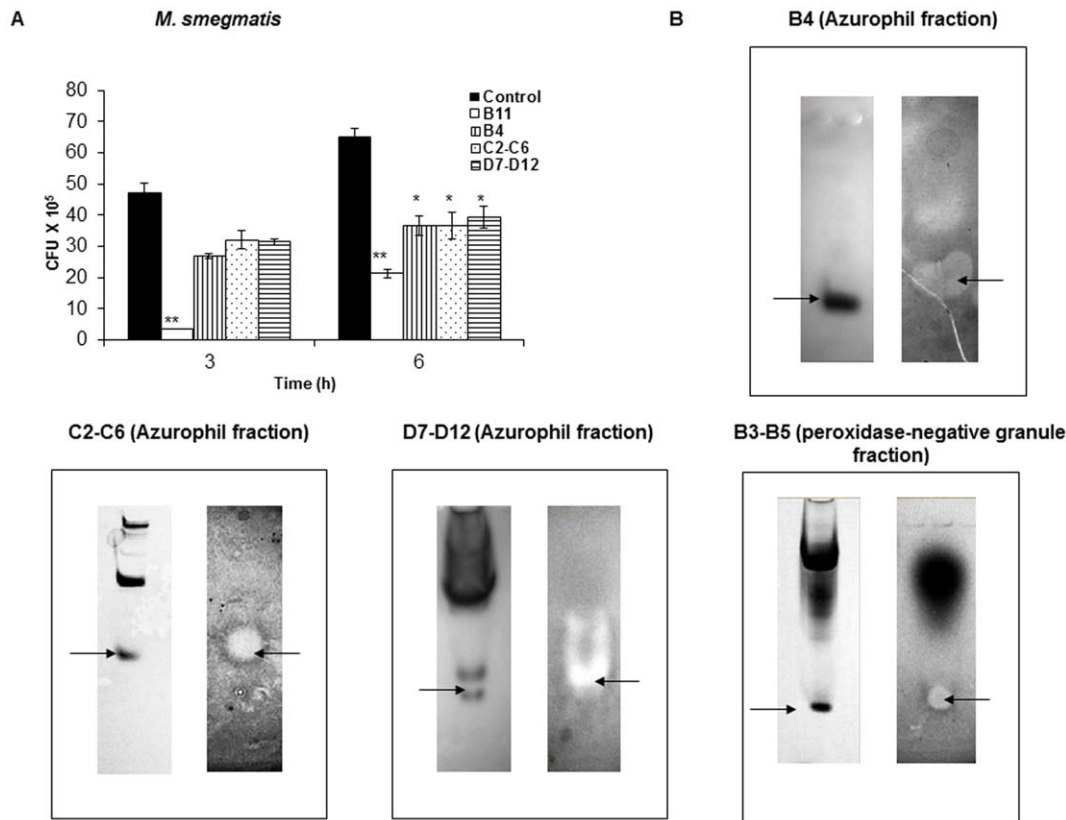 A
M. smegmatis
80
70
60
50
40
30
20
10
0
CFU X 10⁵
Control
B11
B4
C2-C6
D7-D12
**
**
* * *
3 6
Time (h)
B
B4 (Azurophil fraction)
C2-C6 (Azurophil fraction)
D7-D12 (Azurophil fraction)
B3-B5 (peroxidase-negative granule
fraction)